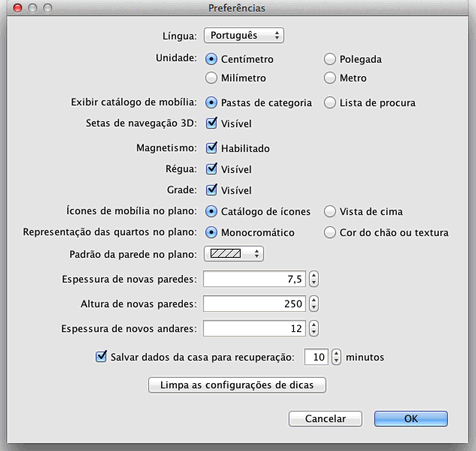 Preferências
Língua: Português
Unidade: Centímetro Polegada
Milímetro Metro
Exibir catálogo de mobília: Pastas de categoria Lista de procura
Setas de navegação 3D: Visível
Magnetismo: Habilitado
Régua: Visível
Grade: Visível
Ícones de mobília no plano: Catálogo de ícones Vista de cima
Representação das quartos no plano: Monocromático Cor do chão ou textura
Padrão da parede no plano:
Espessura de novas paredes: 7,5
Altura de novas paredes: 250
Espessura de novos andares: 12
Salvar dados da casa para recuperação: 10 minutos
Limpa as configurações de dicas
Cancelar OK